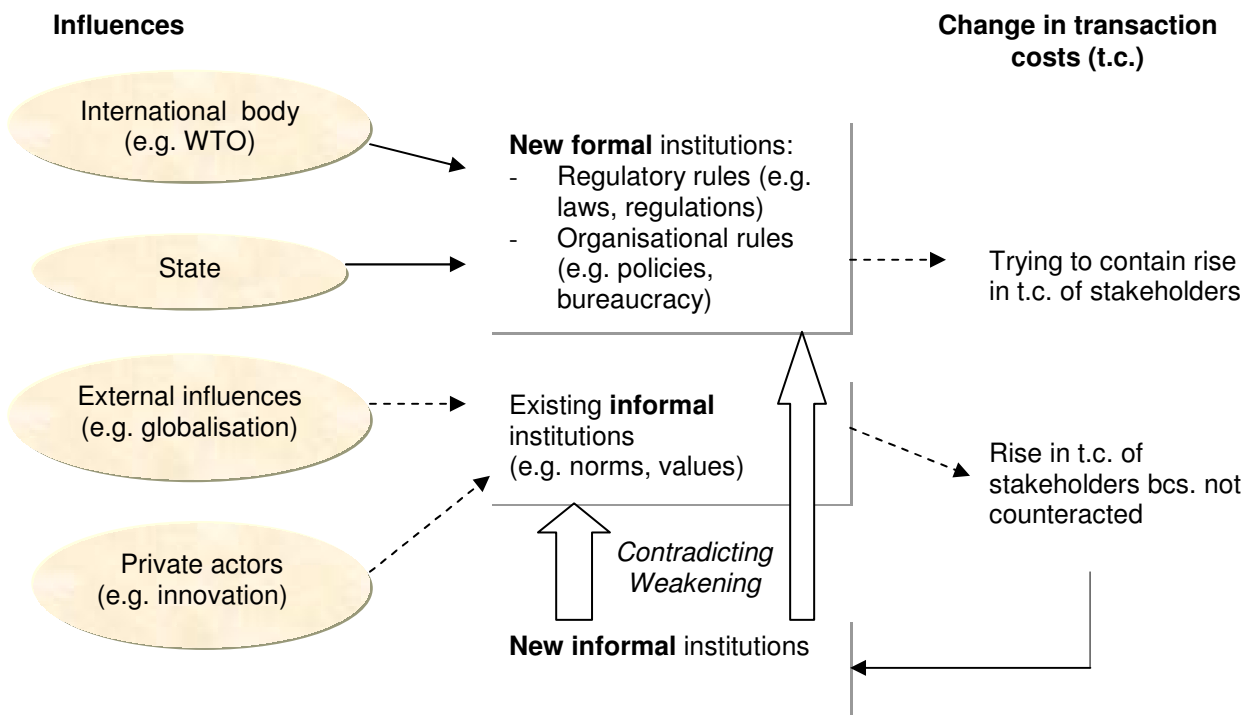 Influences
Change in transaction
costs (t.c.)
International body
(e.g. WTO)
New formal institutions:
- Regulatory rules (e.g.
laws, regulations)
- Organisational rules
(e.g. policies,
bureaucracy)
State
Trying to contain rise
in t.c. of stakeholders
External influences
(e.g. globalisation)
Existing informal
institutions
(e.g. norms, values)
Rise in t.c. of
stakeholders bcs. not
counteracted
Private actors
(e.g. innovation)
Contradicting
Weakening
New informal institutions